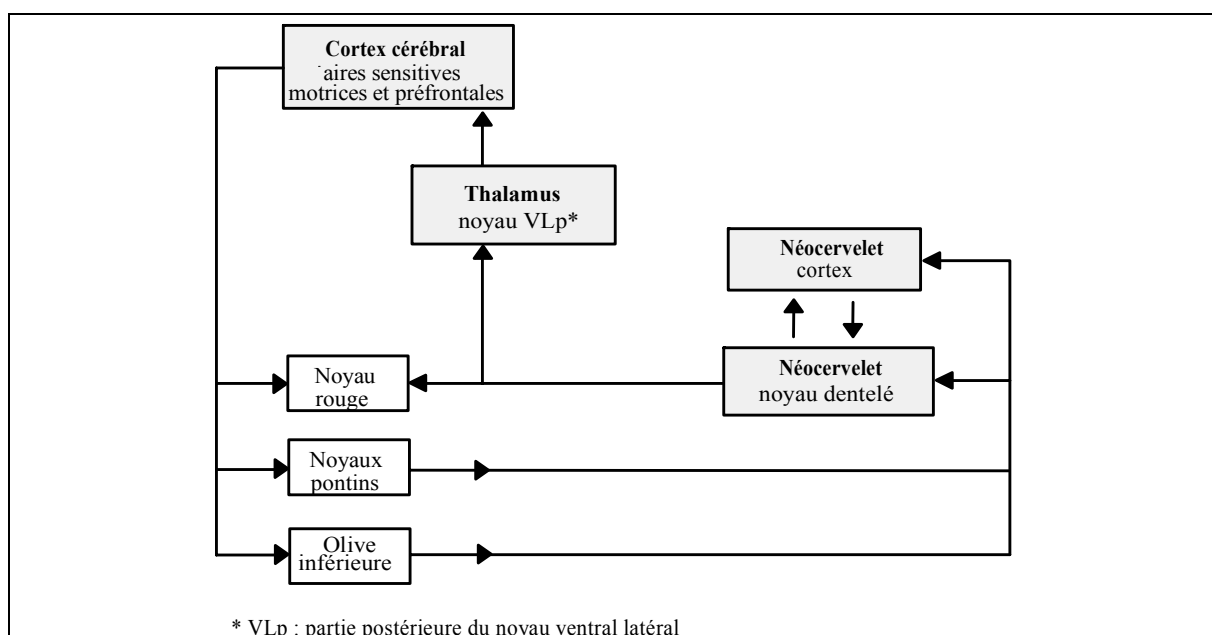 Cortex cérébral
aires sensitives
motrices et préfrontales
Thalamus
noyau VLp*
Néocervelet
cortex
Néocervelet
noyau dentelé
Noyau
rouge
Noyaux
pontins
Olive
inférieure
* VLp : partie postérieure du noyau ventral latéral